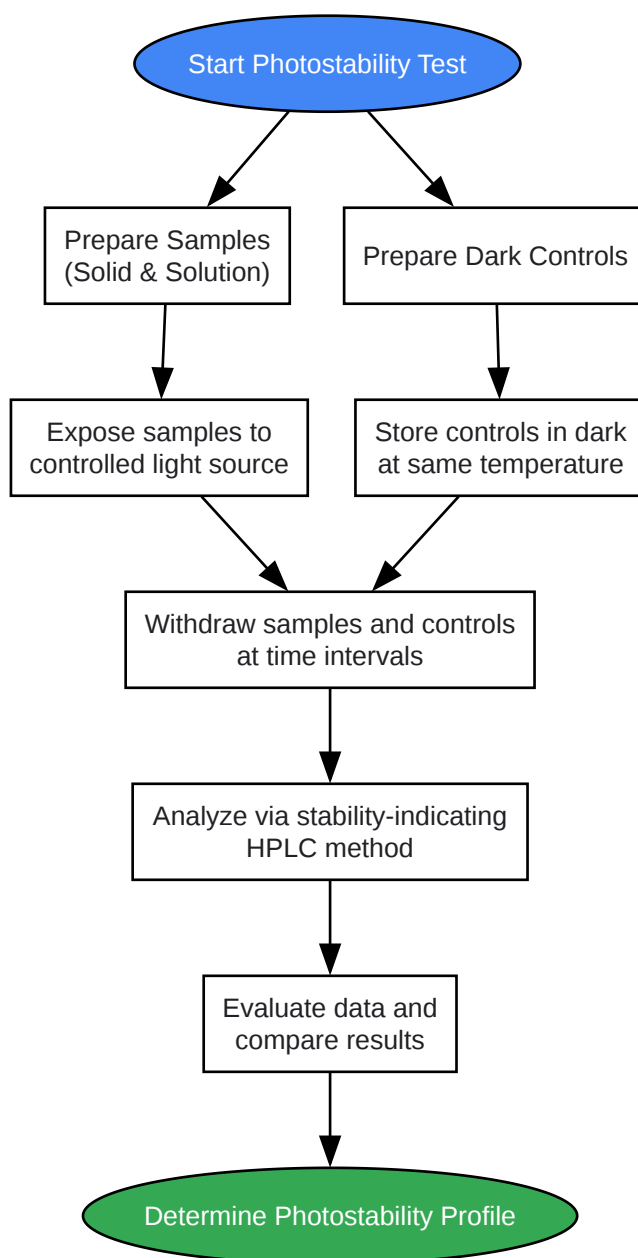 Start Photostability Test
Prepare Samples
(Solid & Solution)
Prepare Dark Controls
Expose samples to
controlled light source
Store controls in dark
at same temperature
Withdraw samples and controls
at time intervals
Analyze via stability-indicating
HPLC method
Evaluate data and
compare results
Determine Photostability Profile